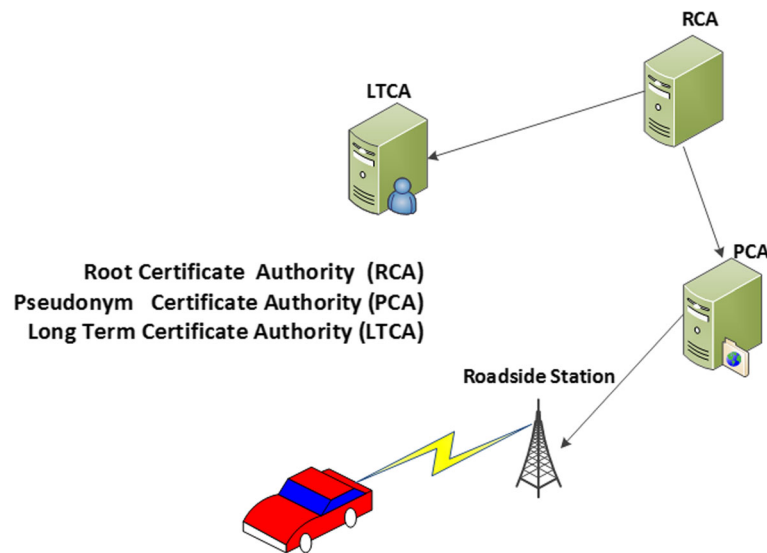 RCA
LTCA
PCA
Root Certificate Authority (RCA)
Pseudonym Certificate Authority (PCA)
Long Term Certificate Authority (LTCA)
Roadside Station